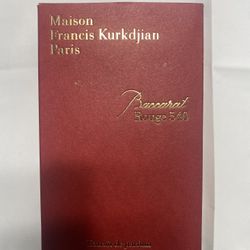 Maison
Francis Kurkdjian
Paris
Baccarat
Rouge 540